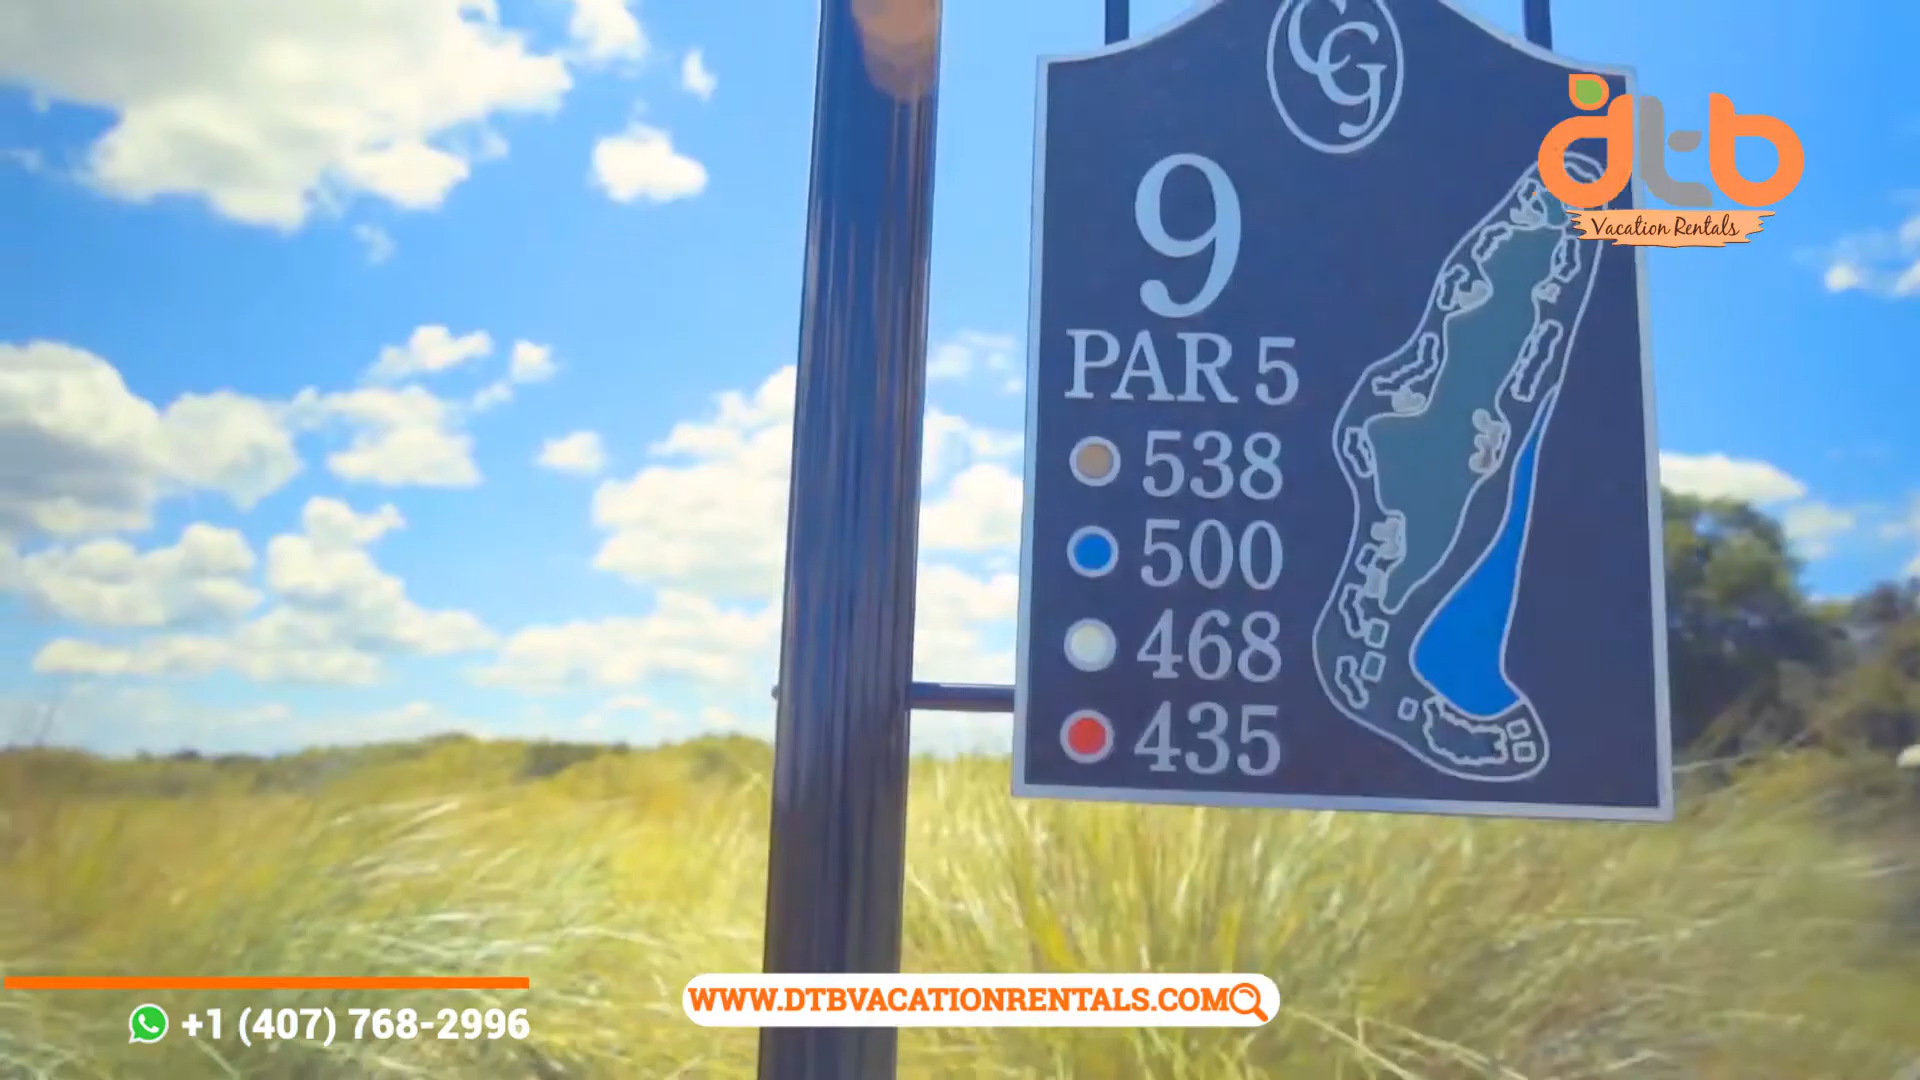 CG
dtb
Vacation Rentals
9
PAR 5
538
500
468
435
+1 (407) 768-2996
WWW.DTBVACATIONRENTALS.COM